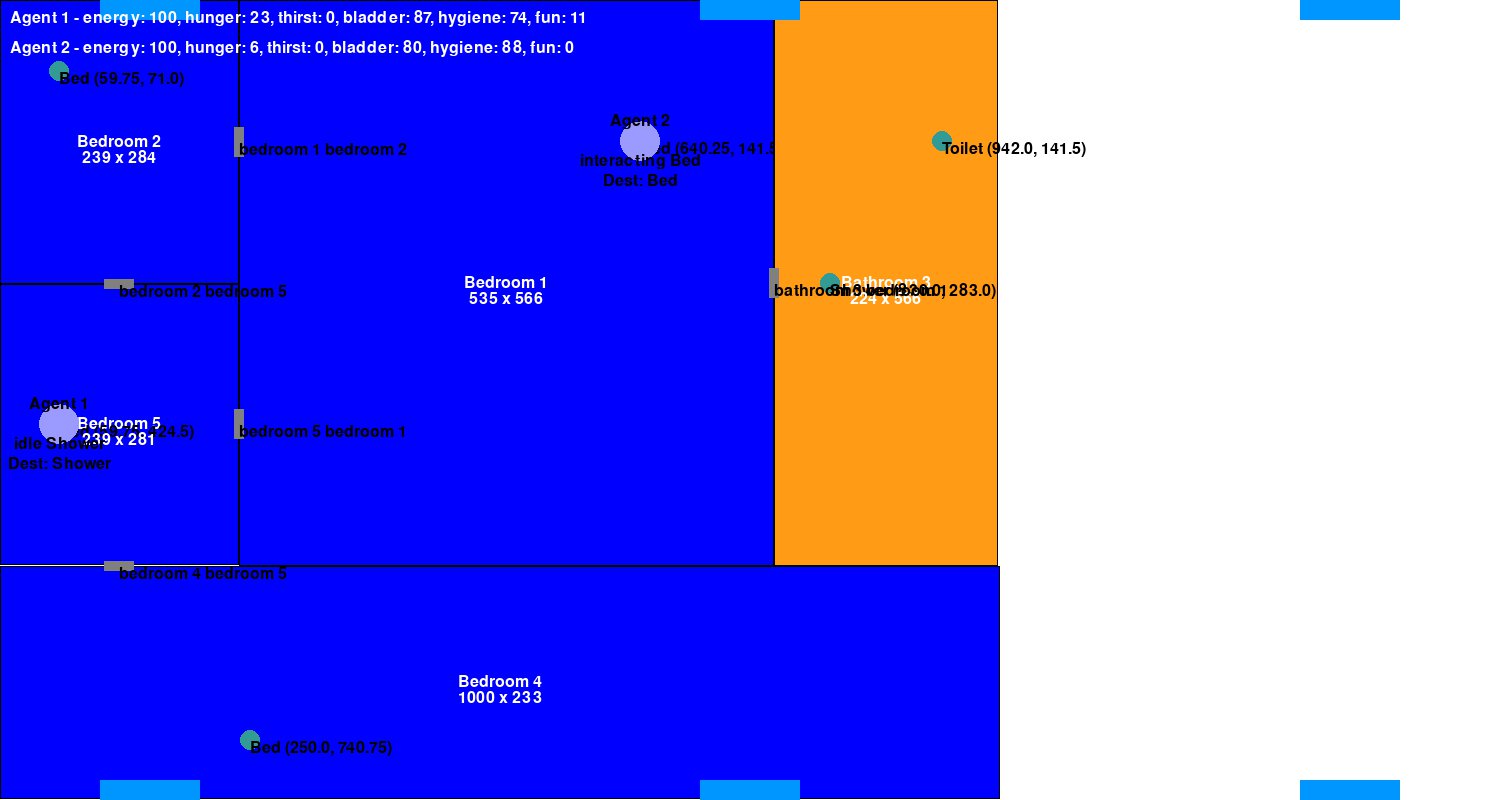 Agent 1 - energy: 100, hunger: 23, thirst: 0, bladder: 87, hygiene: 74, fun: 11
Agent 2 - energy: 100, hunger: 6, thirst: 0, bladder: 80, hygiene: 88, fun: 0
Bed (59.75, 71.0)
Agent 2
Bedroom 2
239 x 284
bedroom 1 bedroom 2
(640.25, 141.5
interacting Bed
Dest: Bed
Toilet (942.0, 141.5)
bedroom 2 bedroom 5
Bedroom 1
535 x 566
Bathroom 3
224 x 566
bathroom 3 bedroom 1
Shower (830.0, 283.0)
Agent 1
Bedroom 5
239 x 281
424.5)
idle Shower
Dest: Shower
bedroom 5 bedroom 1
bedroom 4 bedroom 5
Bedroom 4
1000 x 233
Bed (250.0, 740.75)